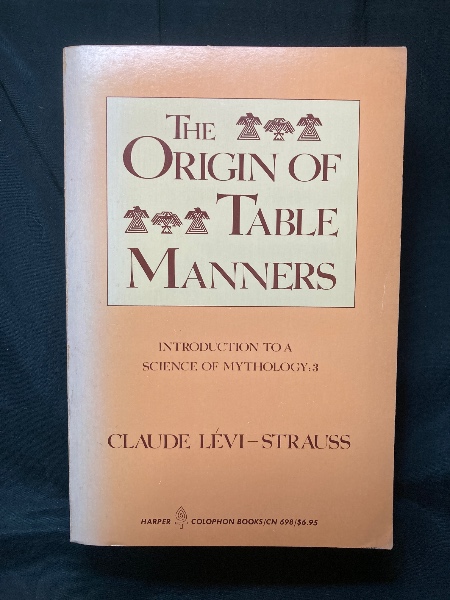 The
Origin of
Table
Manners
INTRODUCTION TO A
SCIENCE OF MYTHOLOGY:3
CLAUDE LÉVI–STRAUSS
HARPER COLOPHON BOOKS/CN 698/$6.95